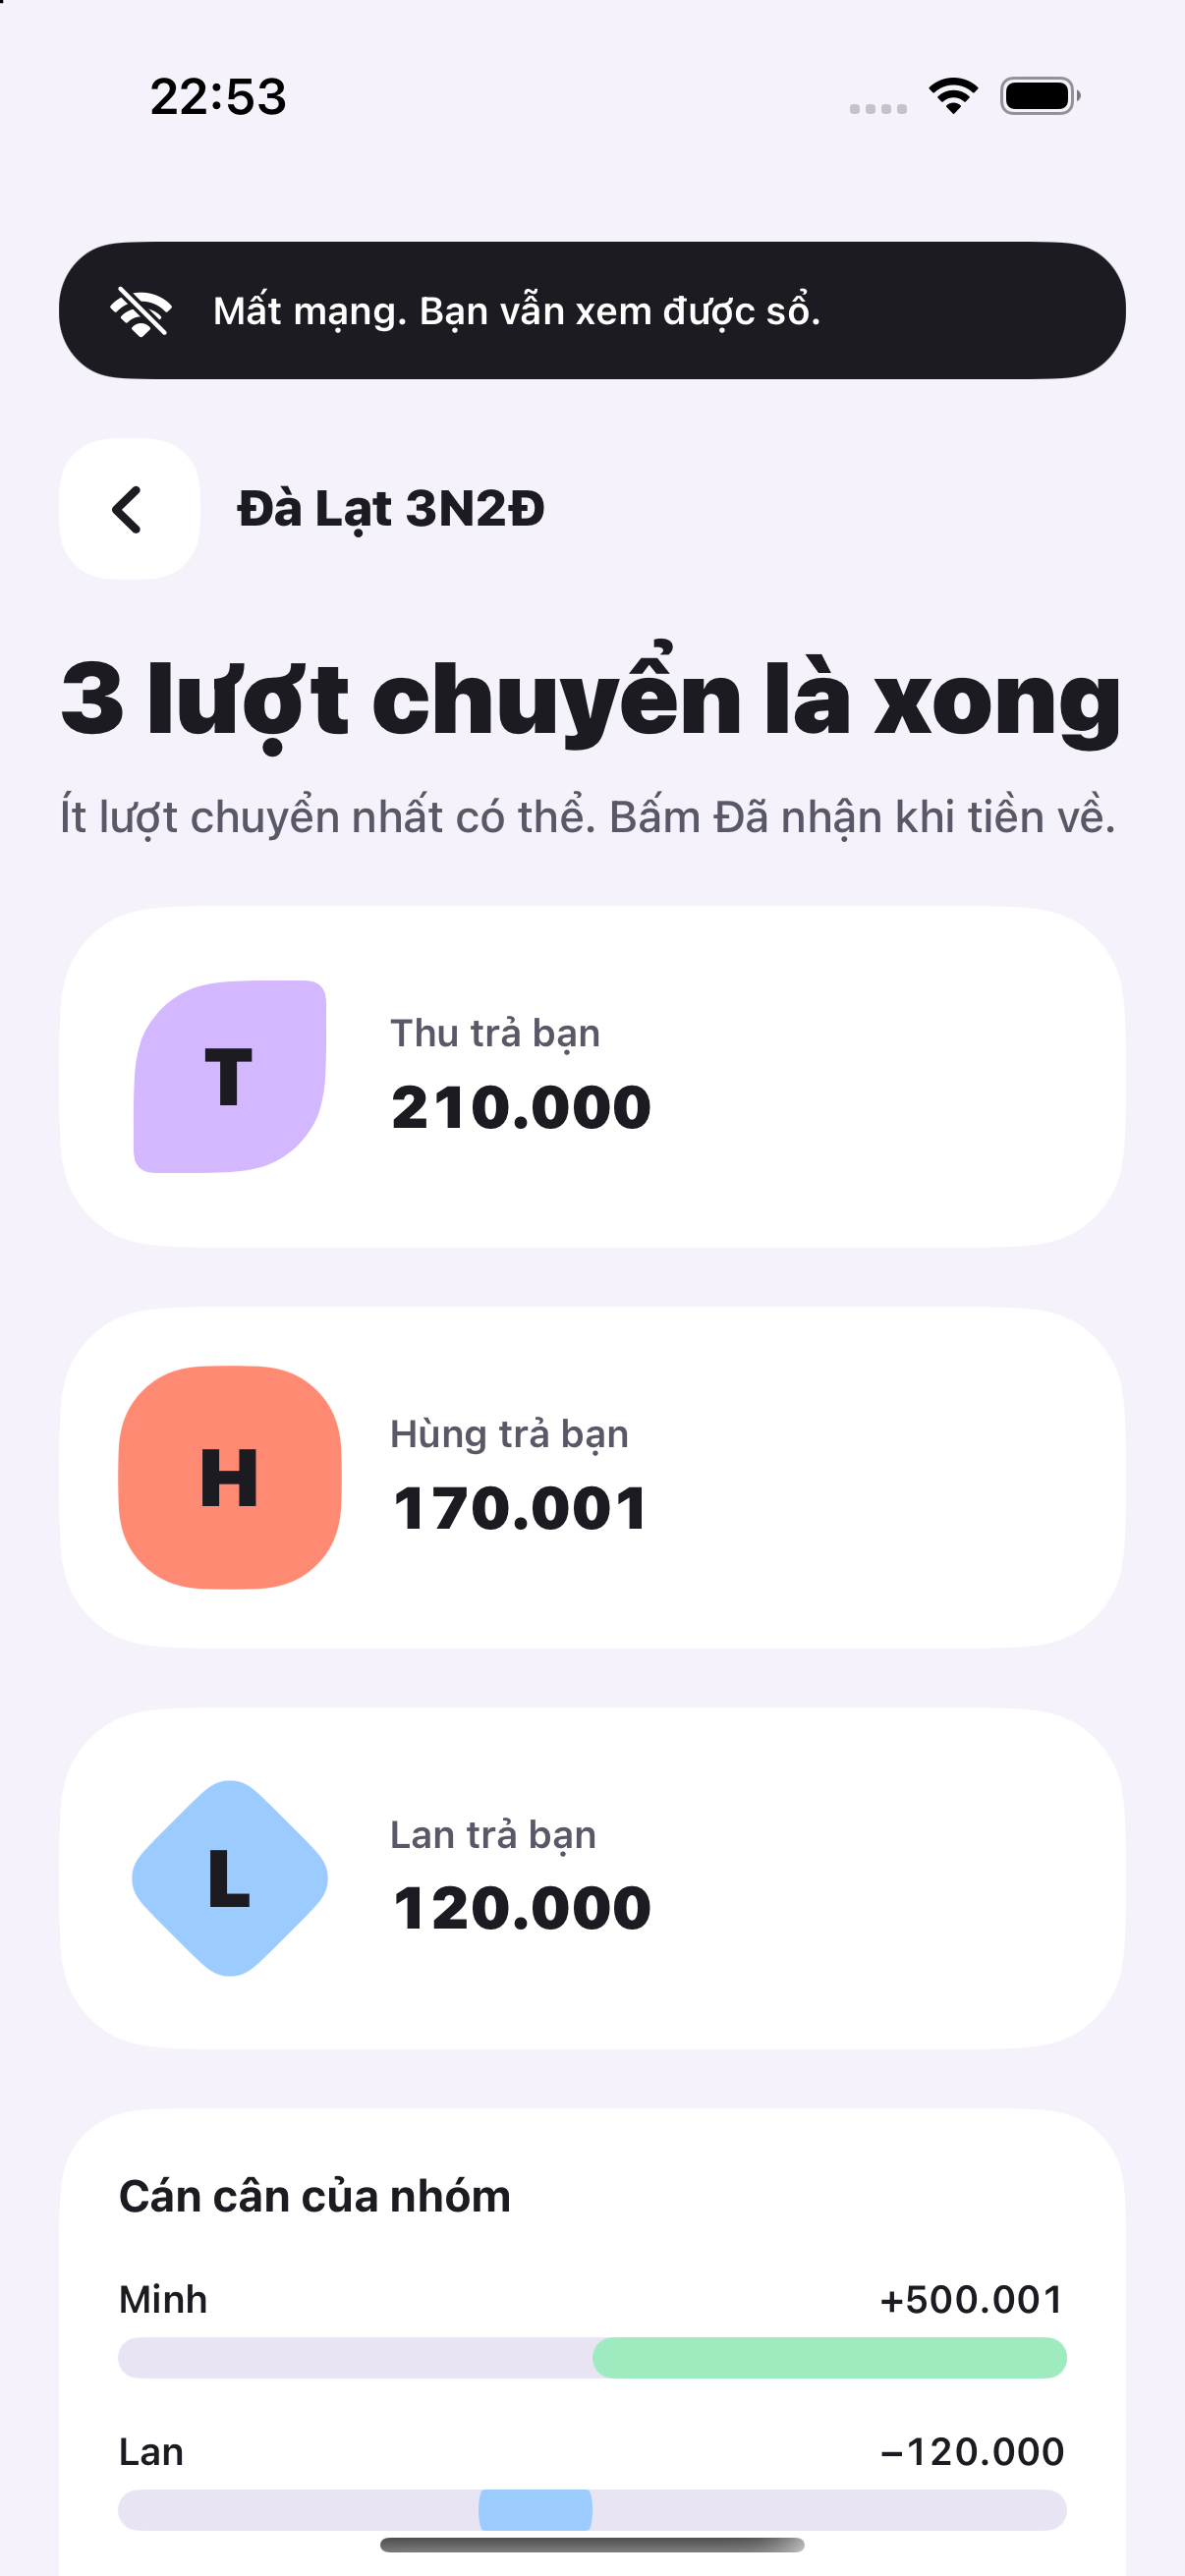 22:53
Mất mạng. Bạn vẫn xem được sổ.
Đà Lạt 3N2Đ
3 lượt chuyển là xong
Ít lượt chuyển nhất có thể. Bấm Đã nhận khi tiền về.
T
Thu trả bạn
210.000
H
Hùng trả bạn
170.001
L
Lan trả bạn
120.000
Cán cân của nhóm
Minh +500.001
Lan −120.000